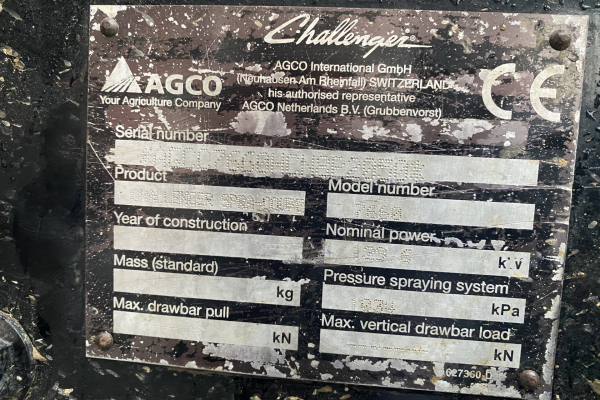 Challenger
AGCO International GmbH
(Neuhausen Am Rheinfall) SWITZERLAND
his authorised representative
AGCO Netherlands B.V. (Grubbenvorst)
AGCO
Your Agriculture Company
CE
Serial number
Product
Model number
Year of construction
Nominal power
kW
Mass (standard)
kg
Pressure spraying system
kPa
Max. drawbar pull
kN
Max. vertical drawbar load
kN
627360 D